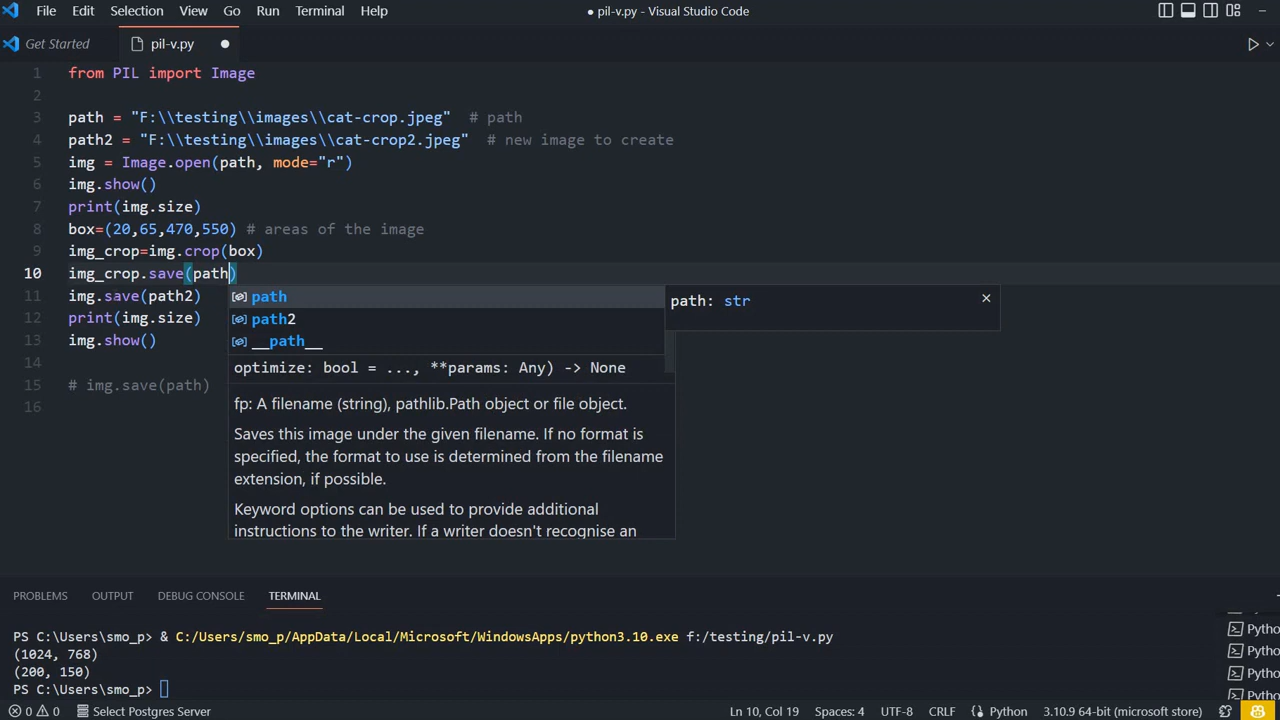 File Edit Selection View Go Run Terminal Help
● pil-v.py - Visual Studio Code
Get Started
pil-v.py
1 from PIL import Image
2
3 path = "F:\\testing\\images\\cat-crop.jpeg"  # path
4 path2 = "F:\\testing\\images\\cat-crop2.jpeg"  # new image to create
5 img = Image.open(path, mode="r")
6 img.show()
7 print(img.size)
8 box=(20,65,470,550) # areas of the image
9 img_crop=img.crop(box)
10 img_crop.save(path)
11 img.save(path2)
12 print(img.size)
13 img.show()
14
15 # img.save(path)
16
path
path2
__path__
path: str
optimize: bool = ..., **params: Any) -> None
fp: A filename (string), pathlib.Path object or file object.
Saves this image under the given filename. If no format is
specified, the format to use is determined from the filename
extension, if possible.
Keyword options can be used to provide additional
instructions to the writer. If a writer doesn't recognise an
PROBLEMS OUTPUT DEBUG CONSOLE TERMINAL
PS C:\Users\smo_p> & C:/Users/smo_p/AppData/Local/Microsoft/WindowsApps/python3.10.exe f:/testing/pil-v.py
(1024, 768)
(200, 150)
PS C:\Users\smo_p>
Pytho
Pytho
Pytho
Pytho
0 0 Select Postgres Server
Ln 10, Col 19 Spaces: 4 UTF-8 CRLF Python 3.10.9 64-bit (microsoft store)